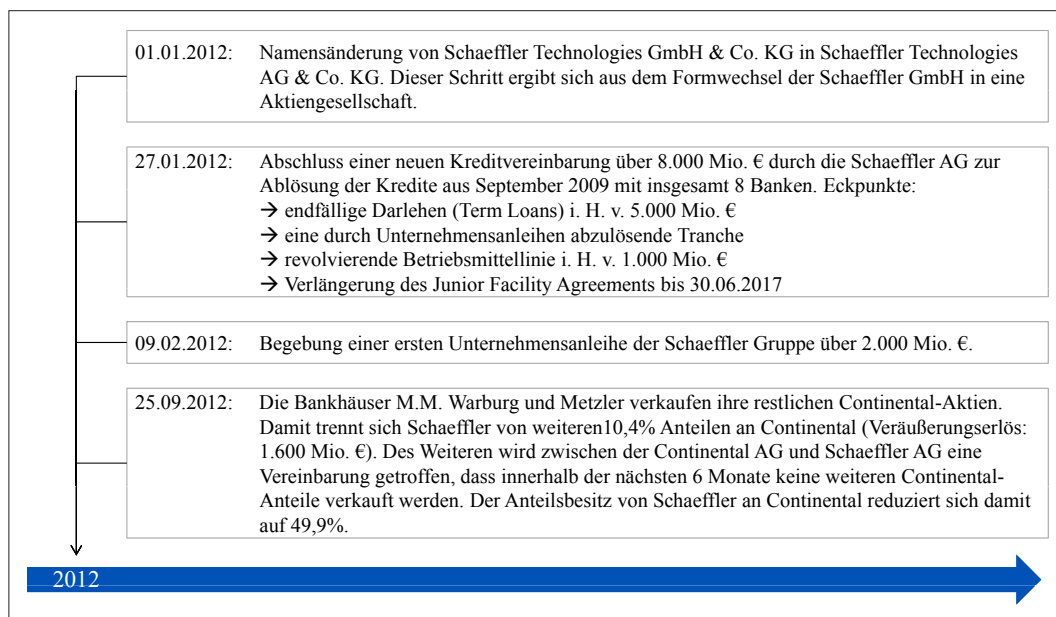 01.01.2012: Namensänderung von Schaeffler Technologies GmbH & Co. KG in Schaeffler Technologies
AG & Co. KG. Dieser Schritt ergibt sich aus dem Formwechsel der Schaeffler GmbH in eine
Aktiengesellschaft.
27.01.2012: Abschluss einer neuen Kreditvereinbarung über 8.000 Mio. € durch die Schaeffler AG zur
Ablösung der Kredite aus September 2009 mit insgesamt 8 Banken. Eckpunkte:
→ endfällige Darlehen (Term Loans) i. H. v. 5.000 Mio. €
→ eine durch Unternehmensanleihen abzulösende Tranche
→ revolvierende Betriebsmittellinie i. H. v. 1.000 Mio. €
→ Verlängerung des Junior Facility Agreements bis 30.06.2017
09.02.2012: Begebung einer ersten Unternehmensanleihe der Schaeffler Gruppe über 2.000 Mio. €.
25.09.2012: Die Bankhäuser M.M. Warburg und Metzler verkaufen ihre restlichen Continental-Aktien.
Damit trennt sich Schaeffler von weiteren10,4% Anteilen an Continental (Veräußerungserlös:
1.600 Mio. €). Des Weiteren wird zwischen der Continental AG und Schaeffler AG eine
Vereinbarung getroffen, dass innerhalb der nächsten 6 Monate keine weiteren Continental-
Anteile verkauft werden. Der Anteilsbesitz von Schaeffler an Continental reduziert sich damit
auf 49,9%.
2012